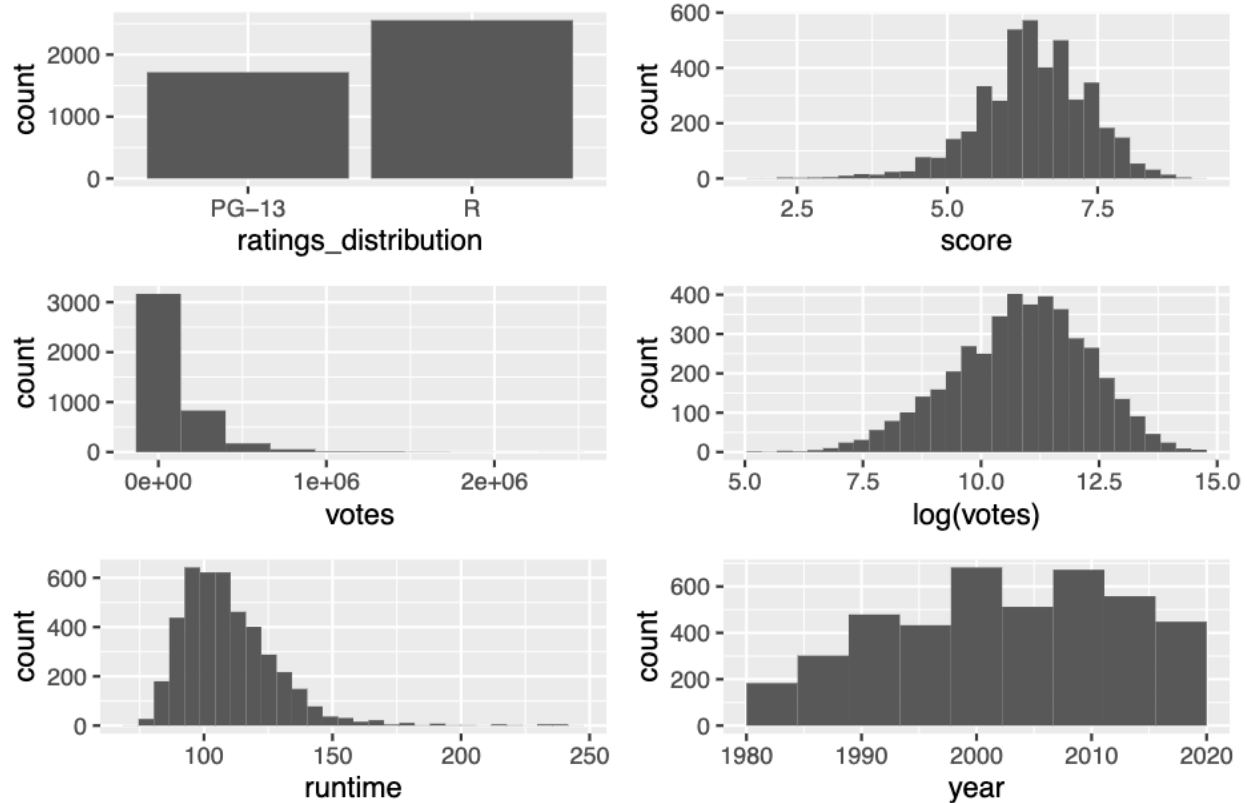 count
2000
1000
0
PG−13 R
ratings_distribution
count
600
400
200
0
2.5 5.0 7.5
score
count
3000
2000
1000
0
0e+00 1e+06 2e+06
votes
count
400
300
200
100
0
5.0 7.5 10.0 12.5 15.0
log(votes)
count
600
400
200
0
100 150 200 250
runtime
count
600
400
200
0
1980 1990 2000 2010 2020
year